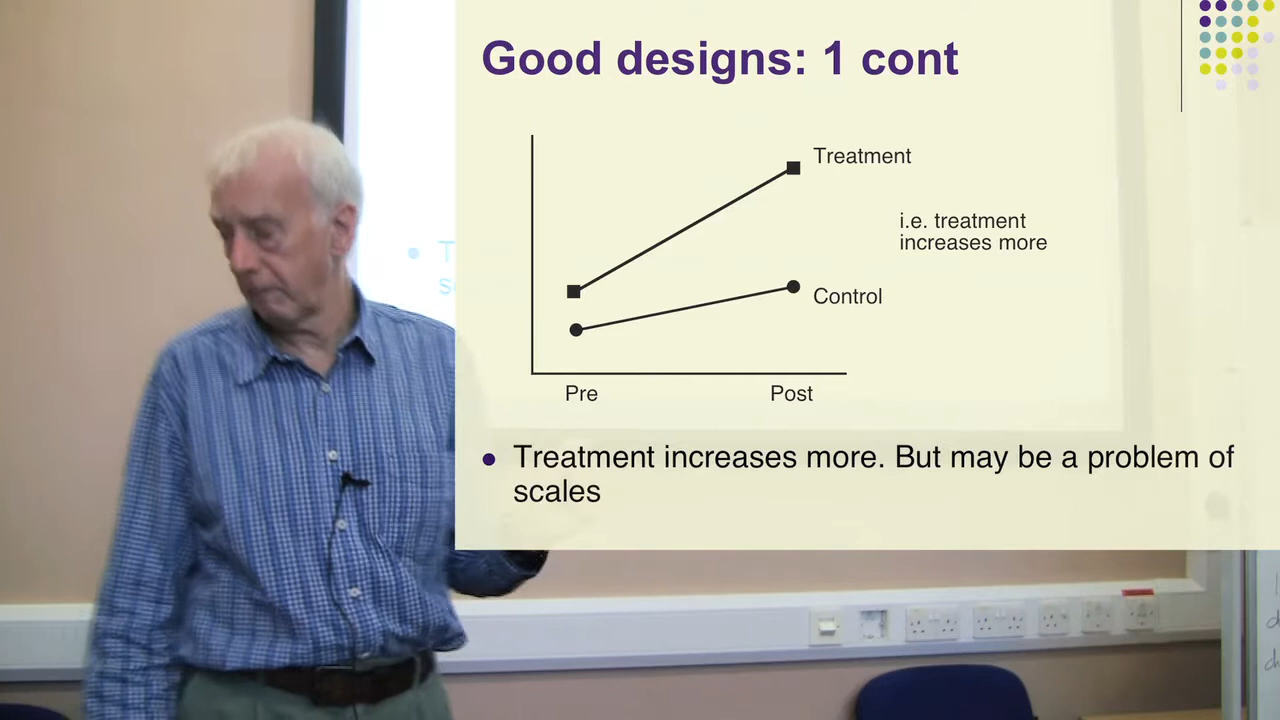 Good designs: 1 cont
Treatment
i.e. treatment
increases more
Control
Pre
Post
Treatment increases more. But may be a problem of
scales